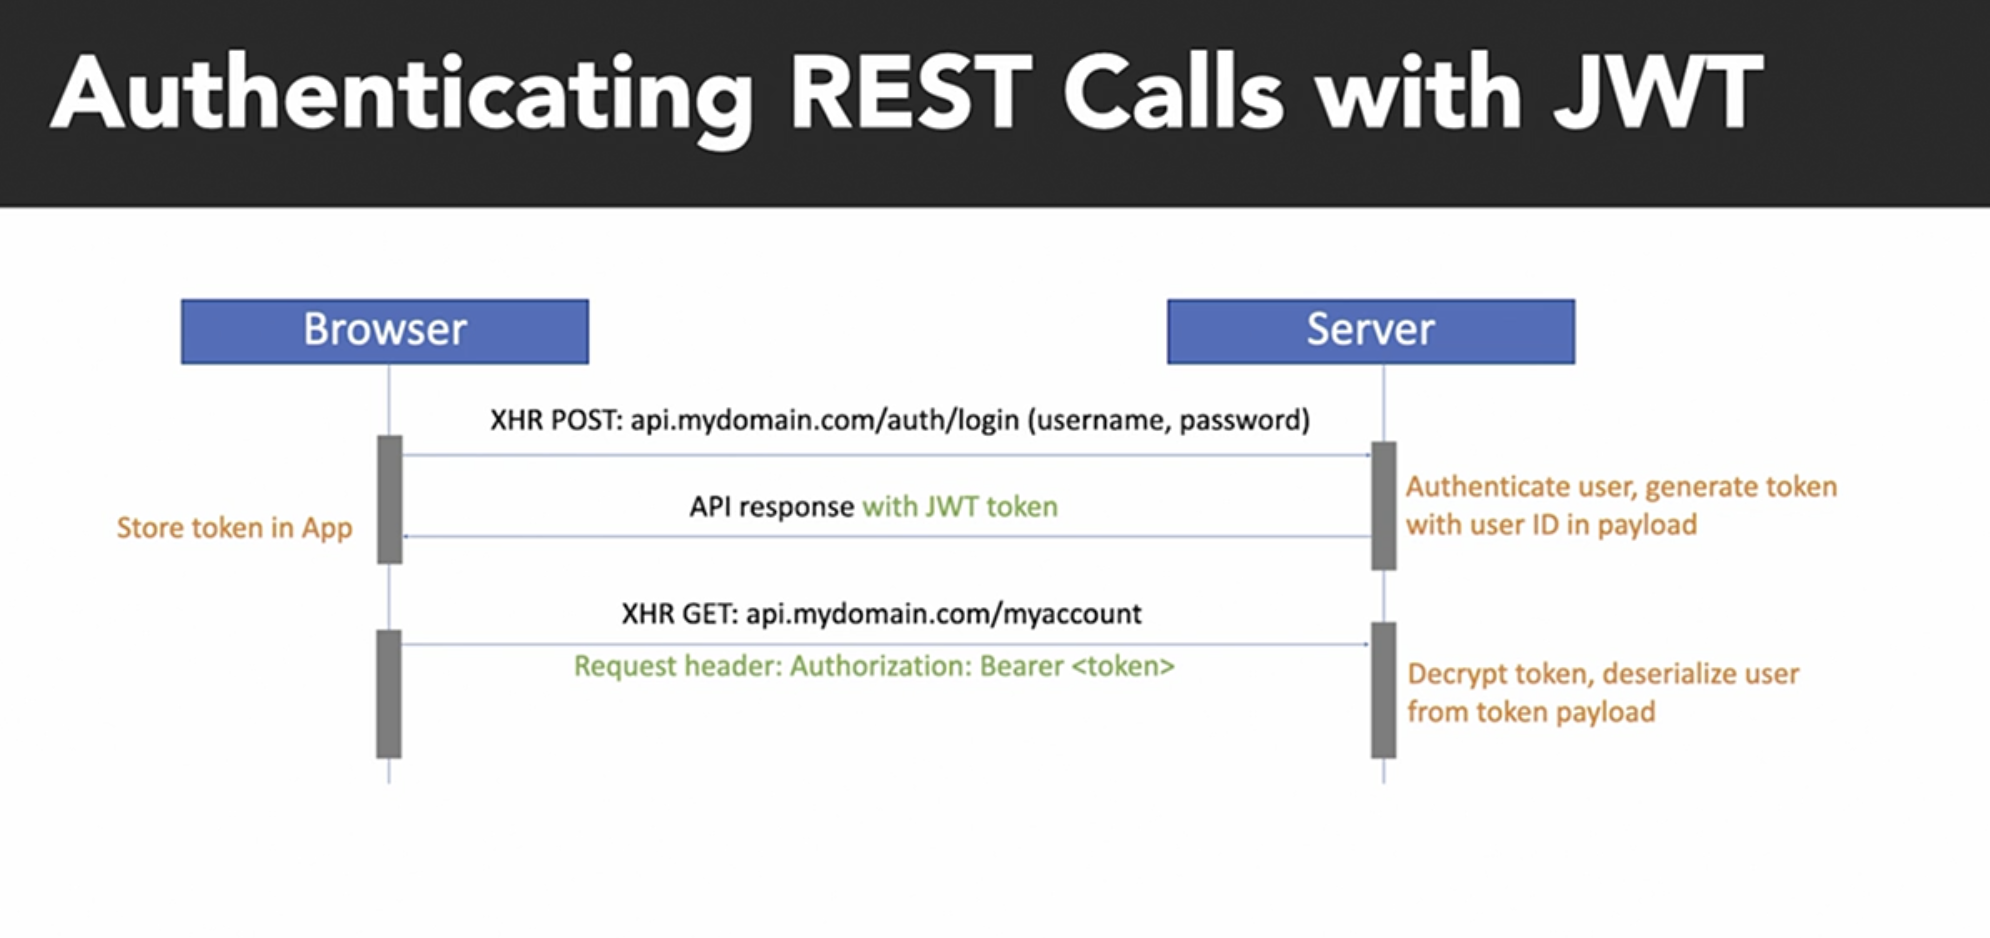 Authenticating REST Calls with JWT
Browser
Server
XHR POST: api.mydomain.com/auth/login (username, password)
Authenticate user, generate token
with user ID in payload
API response with JWT token
Store token in App
XHR GET: api.mydomain.com/myaccount
Request header: Authorization: Bearer <token>
Decrypt token, deserialize user
from token payload